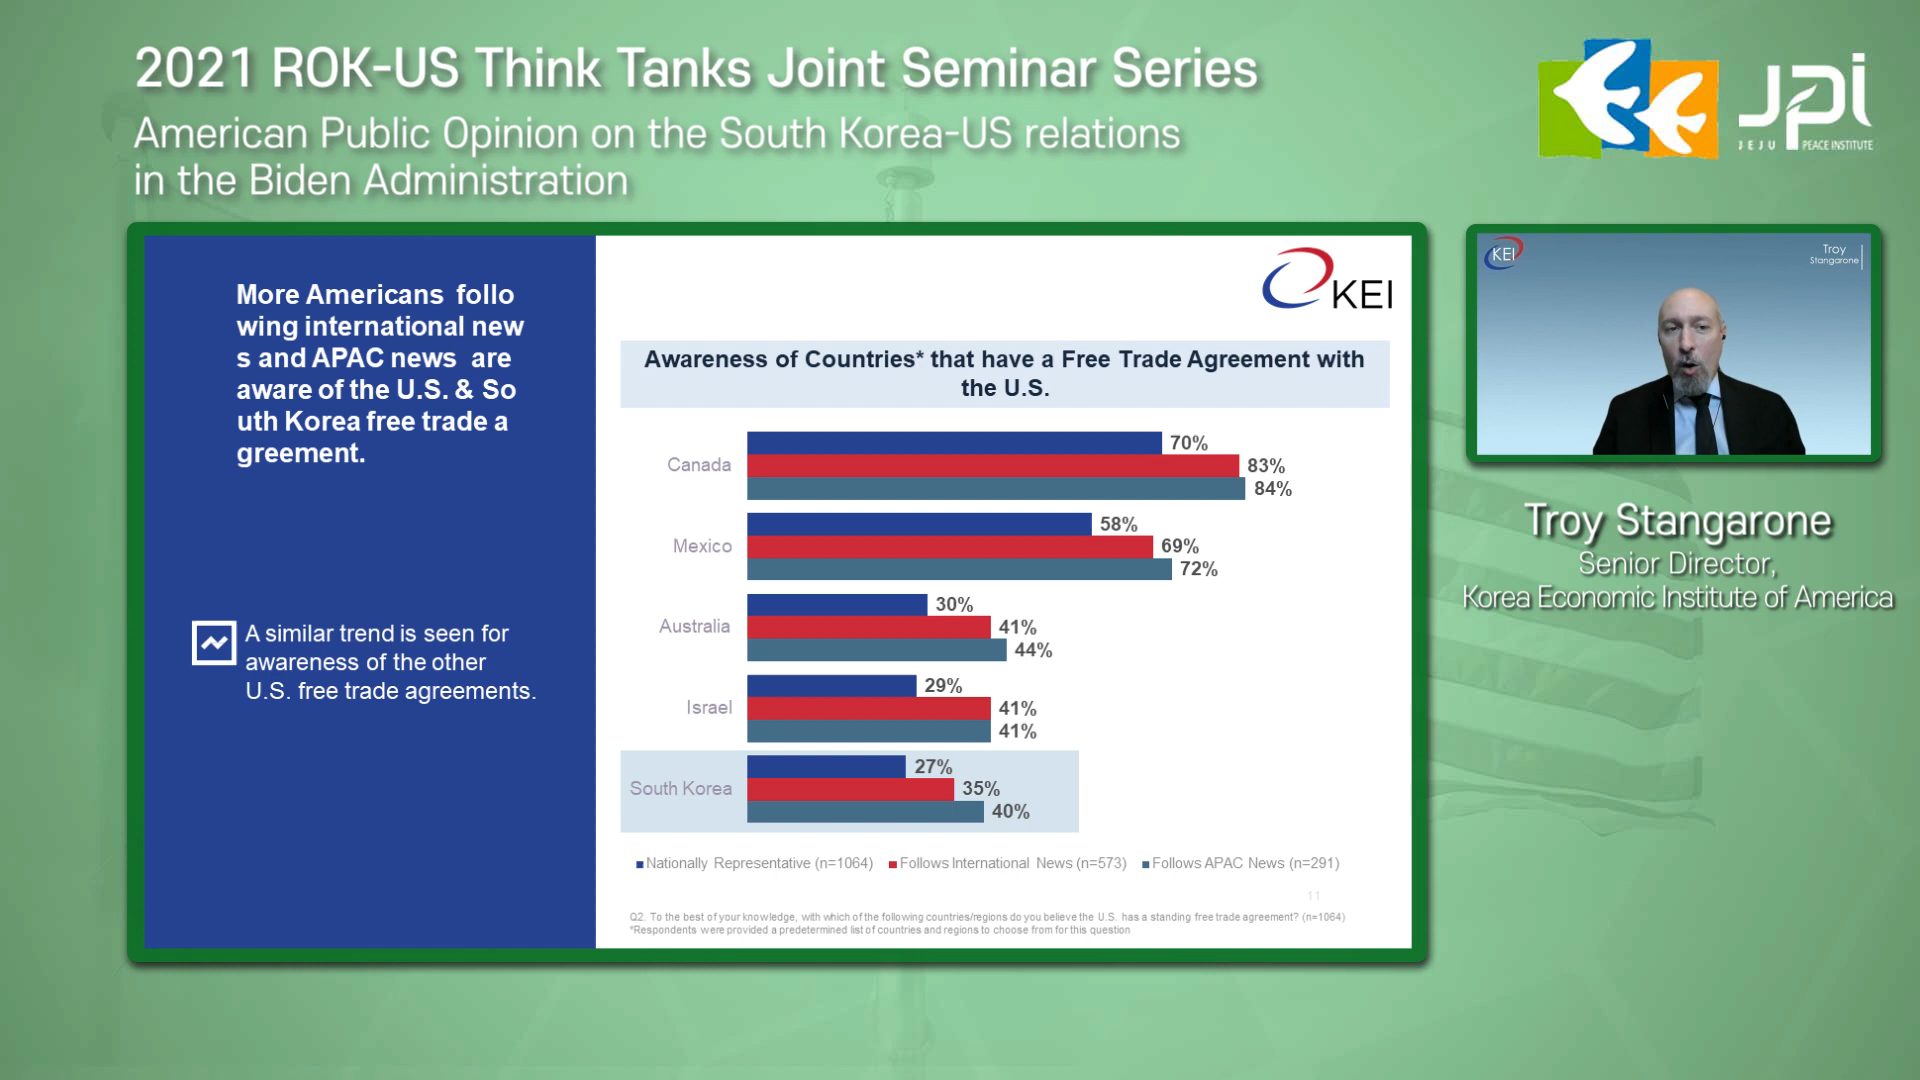 2021 ROK-US Think Tanks Joint Seminar Series
American Public Opinion on the South Korea-US relations
in the Biden Administration
JPI
JEJU PEACE INSTITUTE
More Americans follo
wing international new
s and APAC news are
aware of the U.S. & So
uth Korea free trade a
greement.
A similar trend is seen for
awareness of the other
U.S. free trade agreements.
KEI
Awareness of Countries* that have a Free Trade Agreement with
the U.S.
Canada
70%
83%
84%
Mexico
58%
69%
72%
Australia
30%
41%
44%
Israel
29%
41%
41%
South Korea
27%
35%
40%
Nationally Representative (n=1064) Follows International News (n=573) Follows APAC News (n=291)
11
Q2. To the best of your knowledge, with which of the following countries/regions do you believe the U.S. has a standing free trade agreement? (n=1064)
*Respondents were provided a predetermined list of countries and regions to choose from for this question
KEI
Troy
Stangarone
Troy Stangarone
Senior Director,
Korea Economic Institute of America